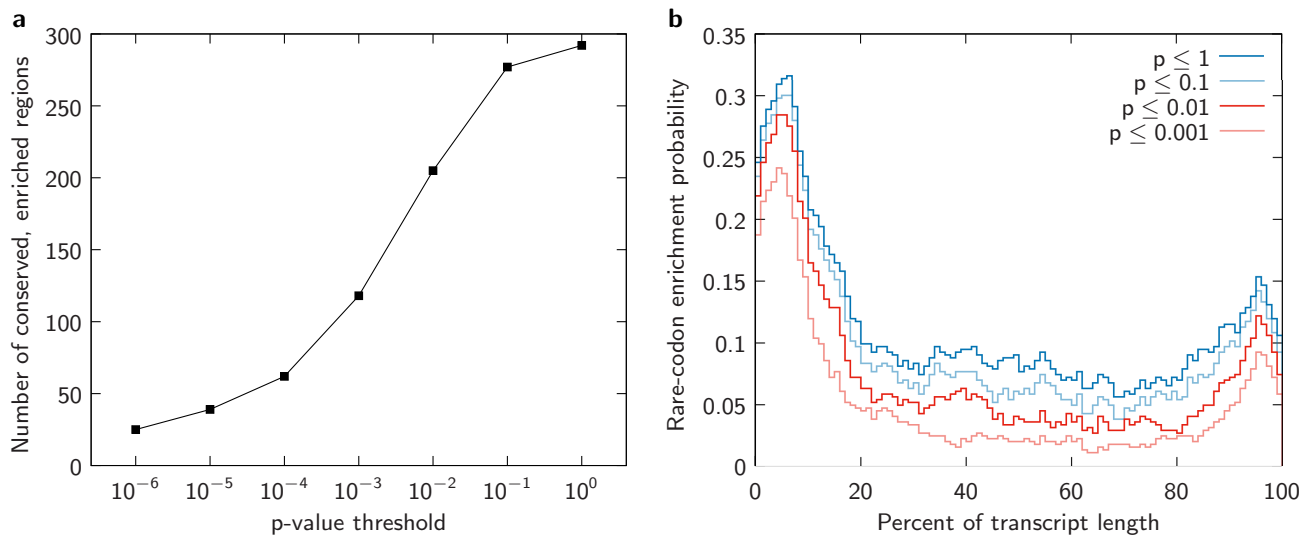 a
Number of conserved, enriched regions
300
250
200
150
100
50
0
10⁻⁶ 10⁻⁵ 10⁻⁴ 10⁻³ 10⁻² 10⁻¹ 10⁰
p-value threshold
b
Rare-codon enrichment probability
0.35
0.3
0.25
0.2
0.15
0.1
0.05
0
p ≤ 1
p ≤ 0.1
p ≤ 0.01
p ≤ 0.001
0 20 40 60 80 100
Percent of transcript length